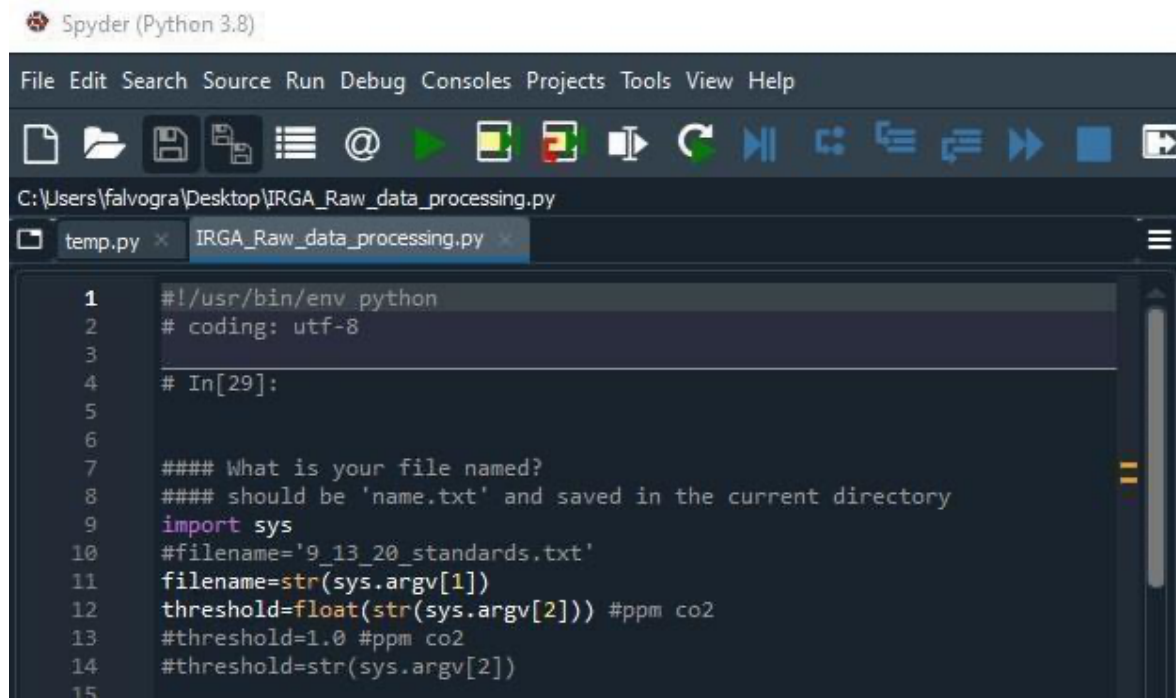 Spyder (Python 3.8)
File Edit Search Source Run Debug Consoles Projects Tools View Help
C:\Users\falvogra\Desktop\IRGA_Raw_data_processing.py
temp.py IRGA_Raw_data_processing.py
1 #!/usr/bin/env python
2 # coding: utf-8
3
4 # In[29]:
5
6
7 #### What is your file named?
8 #### should be 'name.txt' and saved in the current directory
9 import sys
10 #filename='9_13_20_standards.txt'
11 filename=str(sys.argv[1])
12 threshold=float(str(sys.argv[2])) #ppm co2
13 #threshold=1.0 #ppm co2
14 #threshold=str(sys.argv[2])
15